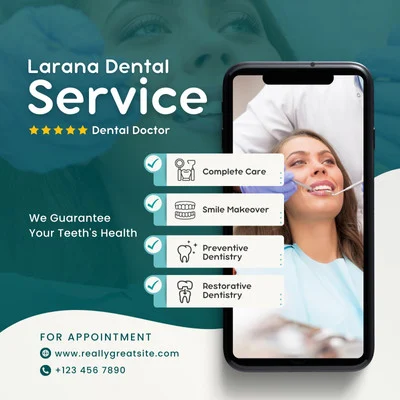 Larana Dental
Service
Dental Doctor
Complete Care
Smile Makeover
We Guarantee
Your Teeth's Health
Preventive
Dentistry
Restorative
Dentistry
FOR APPOINTMENT
www.reallygreatsite.com
+123 456 7890